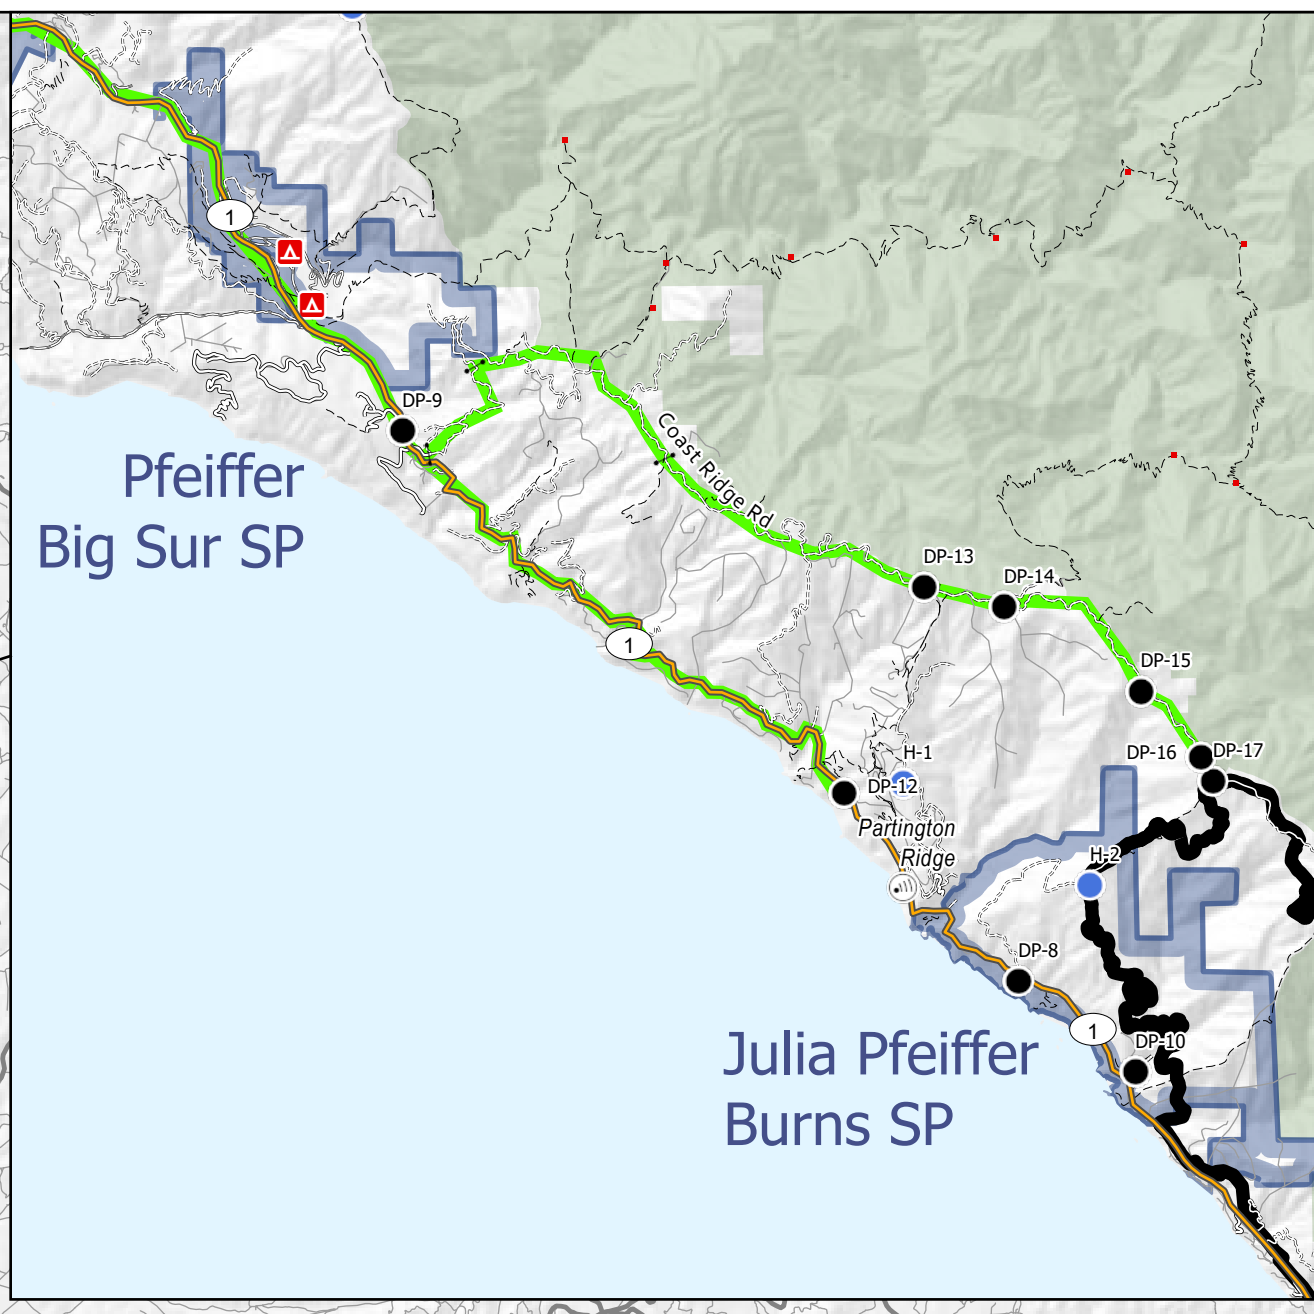 1
DP-9
Pfeiffer
Big Sur SP
Coast Ridge Rd
DP-13
DP-14
1
DP-15
DP-16
DP-17
H-1
DP-12
Partington
Ridge
H-2
DP-8
1
DP-10
Julia Pfeiffer
Burns SP